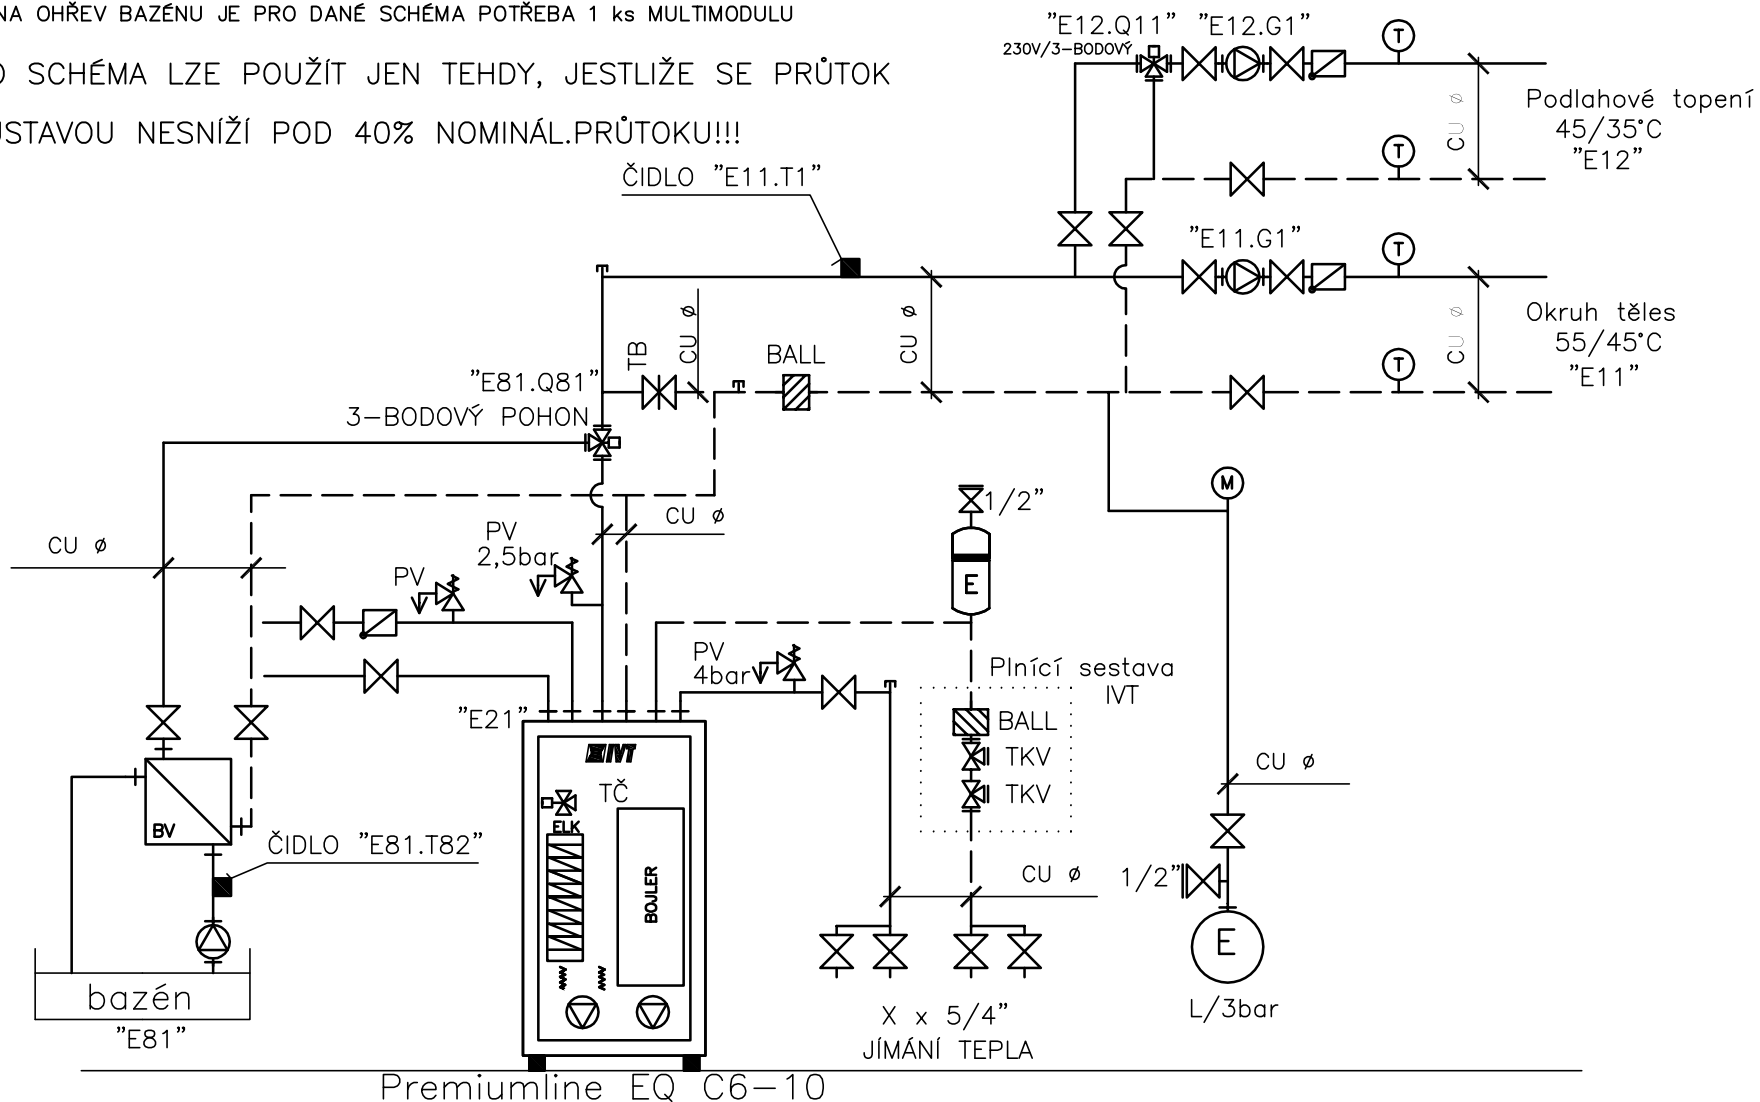 NA OHŘEV BAZÉNU JE PRO DANÉ SCHÉMA POTŘEBA 1 ks MULTIMODULU
O SCHÉMA LZE POUŽÍT JEN TEHDY, JESTLIŽE SE PRŮTOK
USTAVOU NESNÍŽÍ POD 40% NOMINÁL.PRŮTOKU!!!
"E12.Q11" "E12.G1"
230V/3-BODOVÝ
T
CU ø
Podlahové topení
45/35°C
"E12"
T
ČIDLO "E11.T1"
"E11.G1"
T
CU ø
CU ø
CU ø
Okruh těles
55/45°C
"E11"
TB
BALL
T
"E81.Q81"
3-BODOVÝ POHON
M
1/2"
CU ø
PV
2,5bar
CU ø
PV
E
PV
4bar
Plnící sestava
IVT
"E21"
BALL
IVT
TKV
TČ
TKV
CU ø
BV
ELK
ČIDLO "E81.T82"
BOJLER
CU ø
1/2"
E
bazén
"E81"
L/3bar
X x 5/4"
JÍMÁNÍ TEPLA
Premiumline EQ C6-10